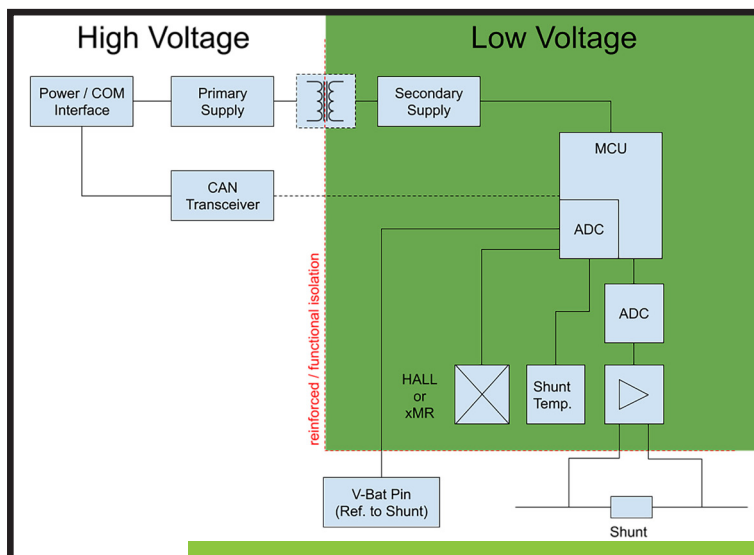 High Voltage
Low Voltage
Power / COM
Interface
Primary
Supply
Secondary
Supply
MCU
CAN
Transceiver
ADC
ADC
reinforced / functional isolation
HALL
or
xMR
Shunt
Temp.
V-Bat Pin
(Ref. to Shunt)
Shunt